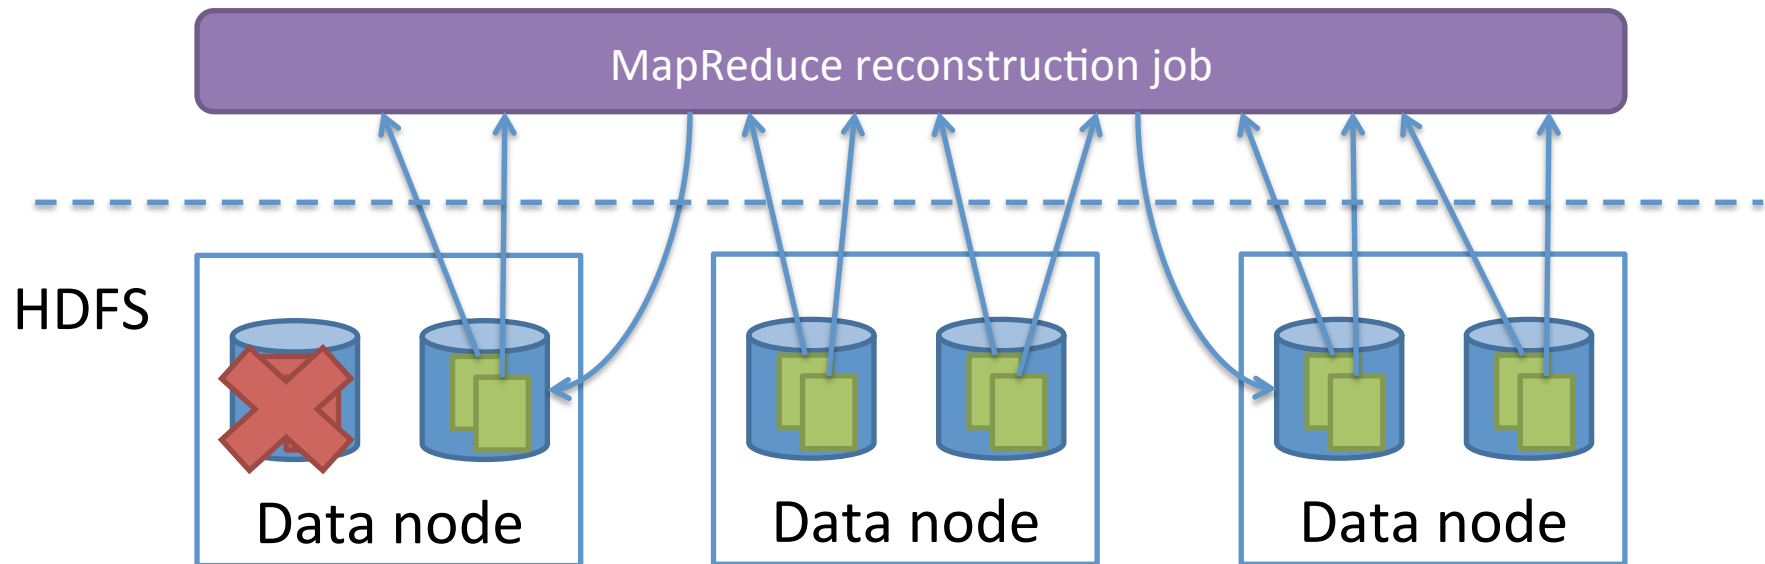 MapReduce reconstruction job
HDFS
Data node
Data node
Data node